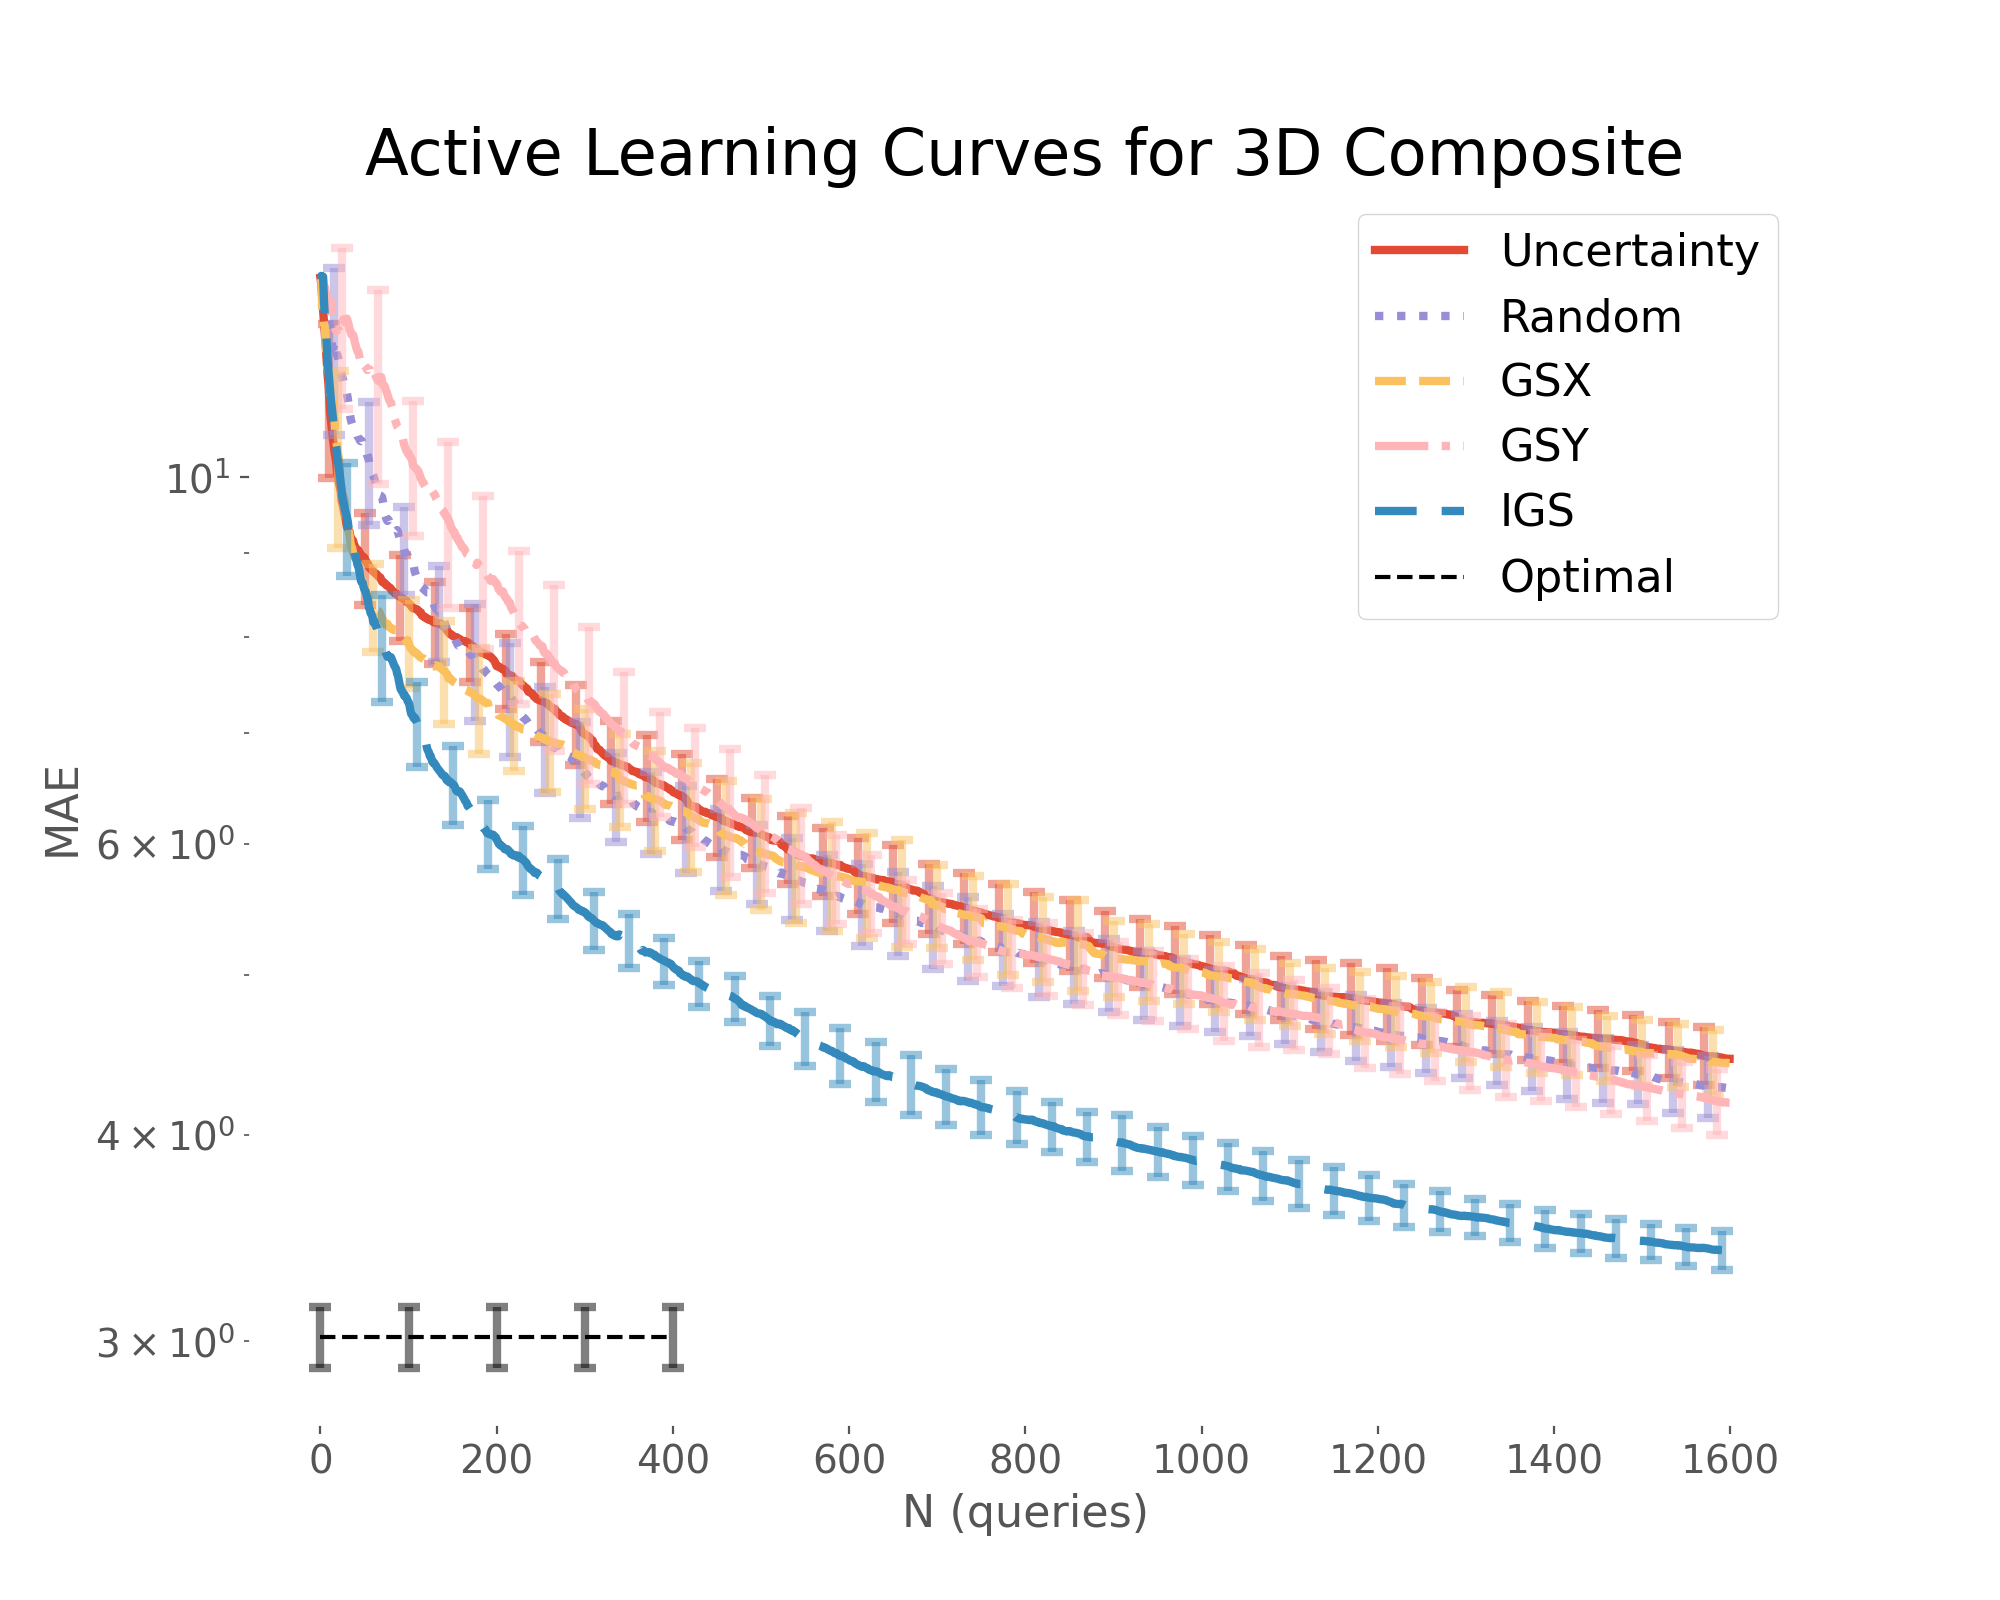 Active Learning Curves for 3D Composite
Uncertainty
Random
GSX
GSY
IGS
Optimal
MAE
10¹
6 × 10⁰
4 × 10⁰
3 × 10⁰
0 200 400 600 800 1000 1200 1400 1600
N (queries)